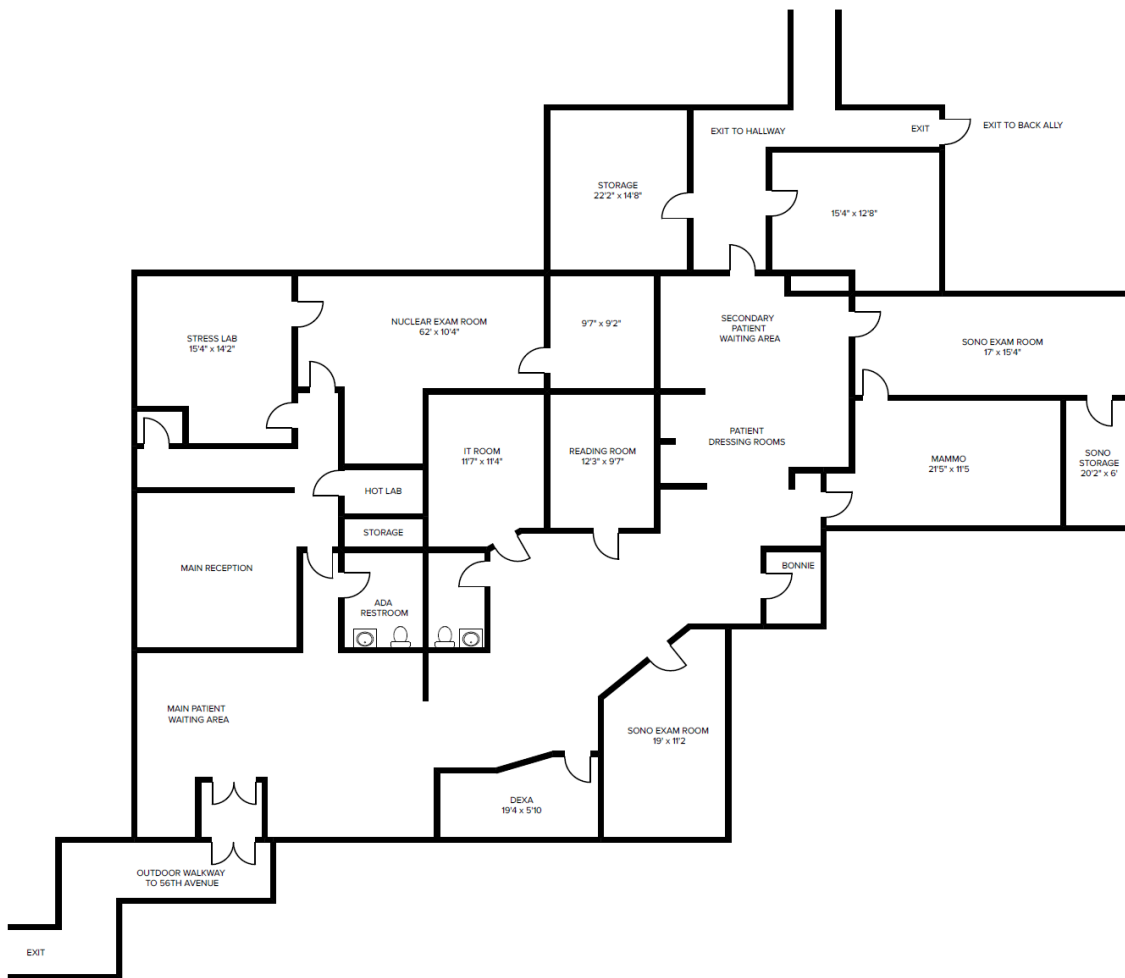 EXIT TO HALLWAY
EXIT
EXIT TO BACK ALLY
STORAGE
22'2" x 14'8"
15'4" x 12'8"
NUCLEAR EXAM ROOM
62' x 10'4"
9'7" x 9'2"
SECONDARY
PATIENT
WAITING AREA
STRESS LAB
15'4" x 14'2"
SONO EXAM ROOM
17' x 15'4"
PATIENT
DRESSING ROOMS
IT ROOM
11'7" x 11'4"
READING ROOM
12'3" x 9'7"
MAMMO
21'5" x 11'5
SONO
STORAGE
20'2" x 6'
HOT LAB
STORAGE
MAIN RECEPTION
BONNIE
ADA
RESTROOM
MAIN PATIENT
WAITING AREA
SONO EXAM ROOM
19' x 11'2
DEXA
19'4 x 5'10
OUTDOOR WALKWAY
TO 56TH AVENUE
EXIT